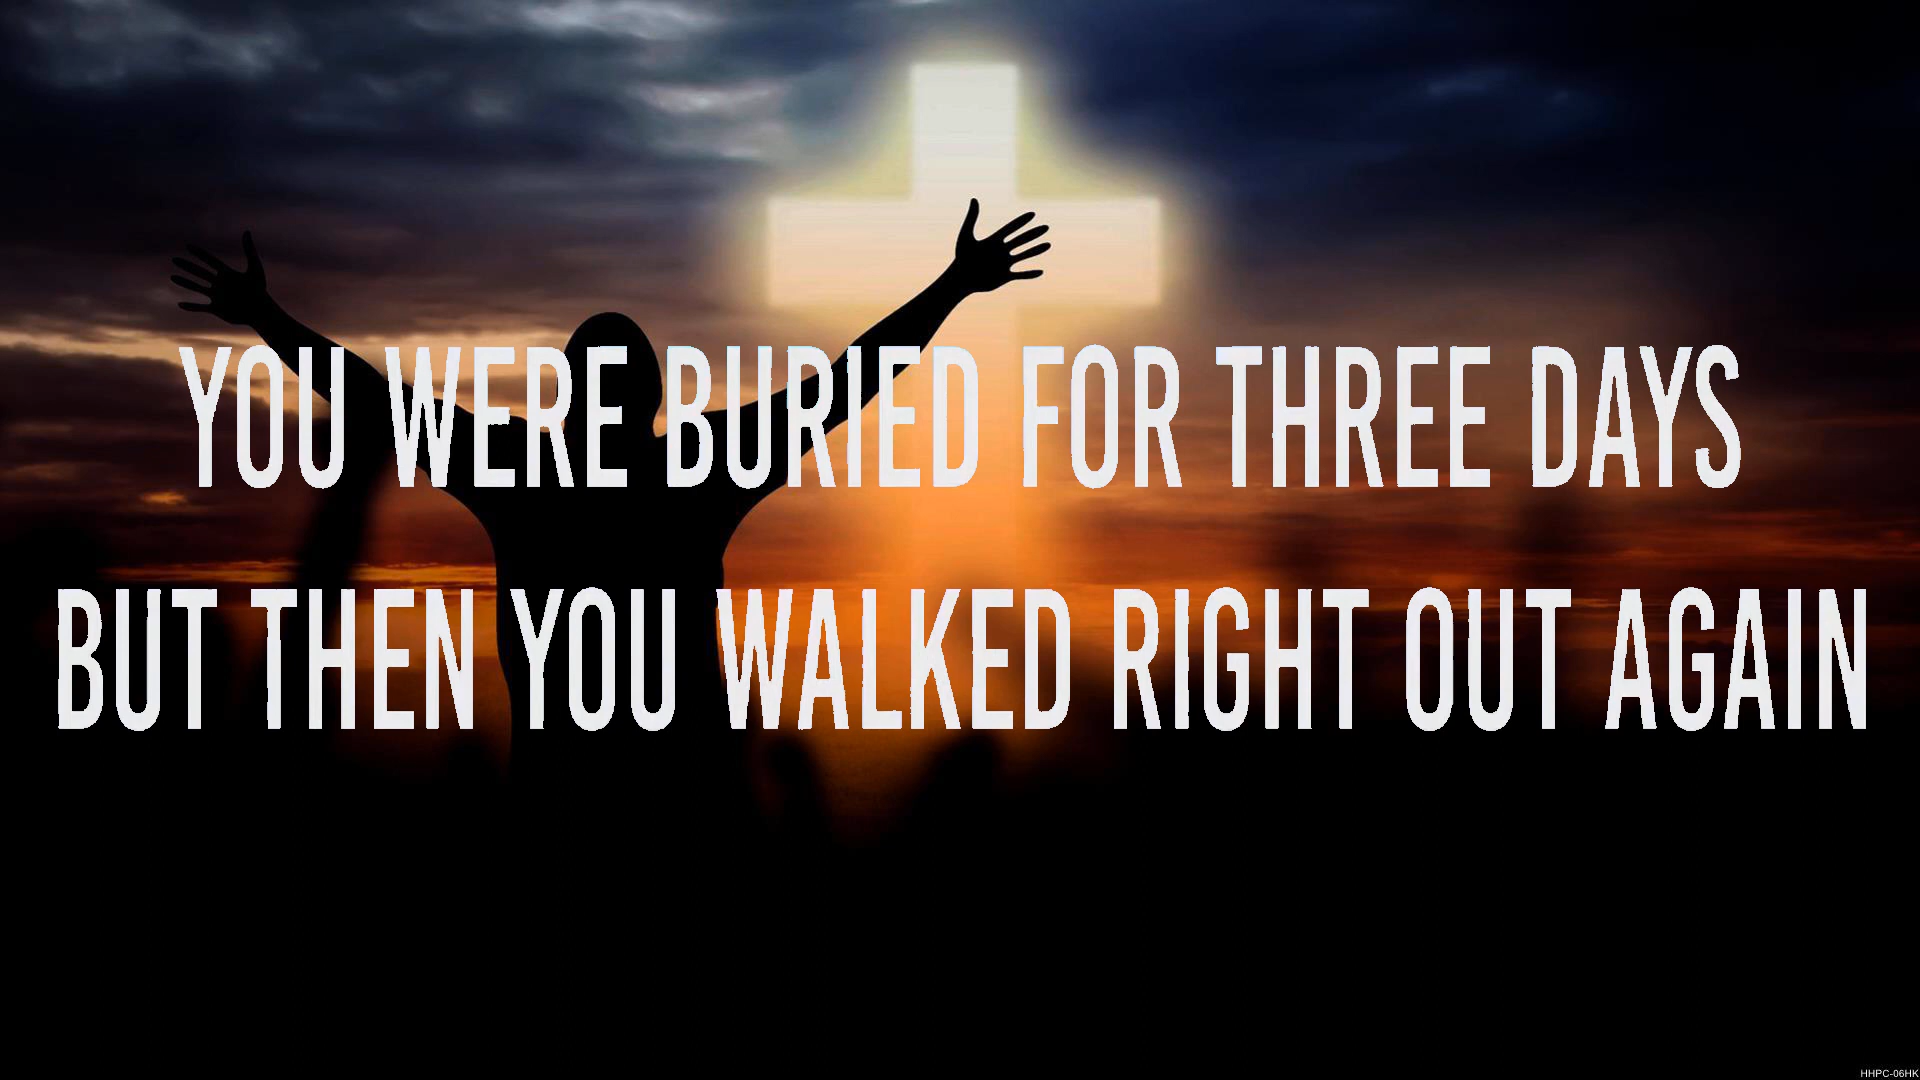 YOU WERE BURIED FOR THREE DAYS
BUT THEN YOU WALKED RIGHT OUT AGAIN
HHPC-06HK